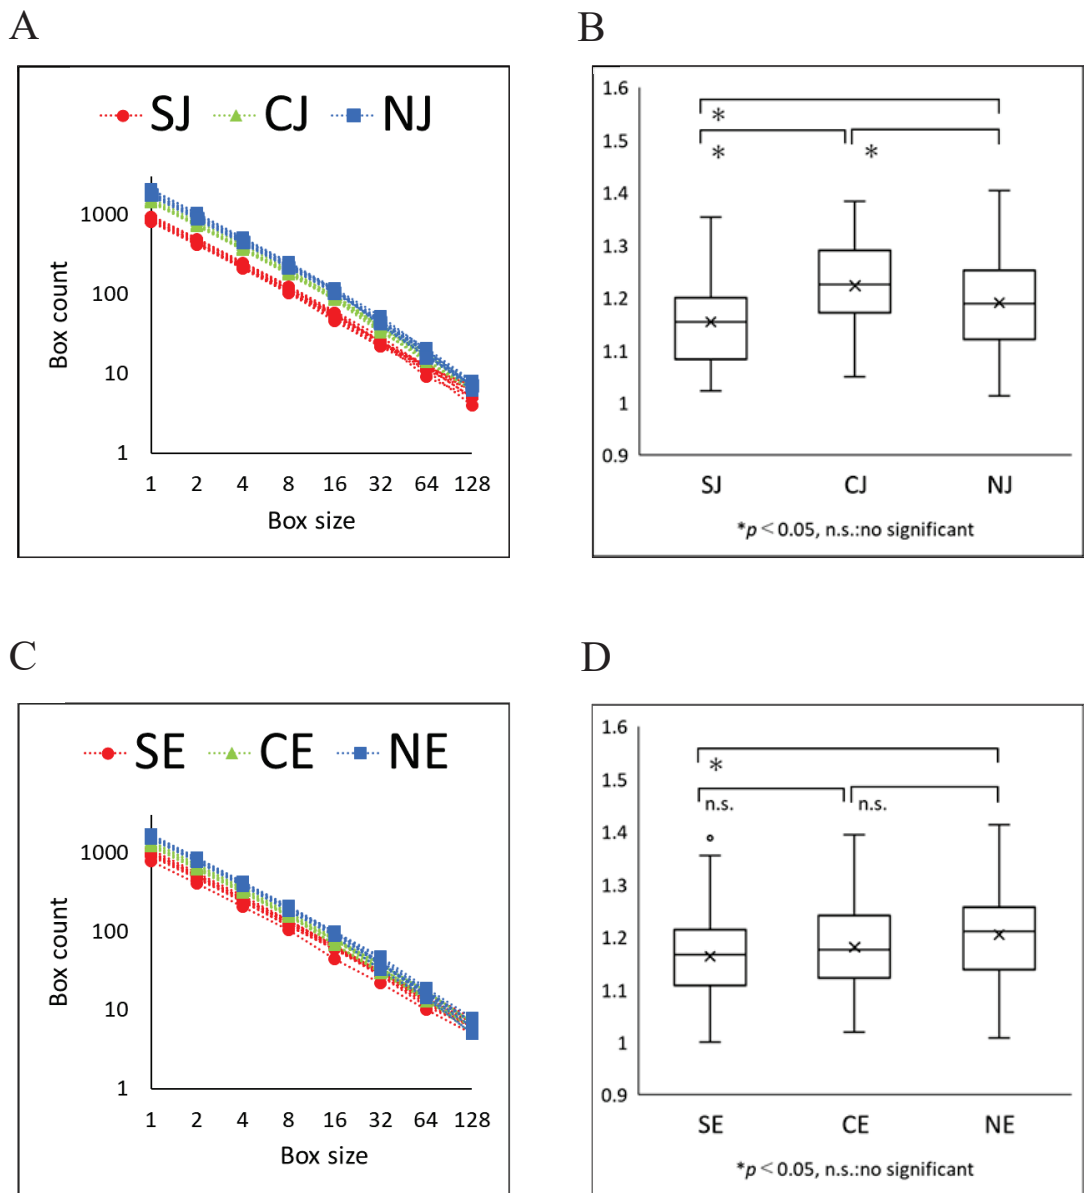 A
SJ CJ NJ
1000
100
10
1
Box count
1 2 4 8 16 32 64 128
Box size
B
1.6
1.5
1.4
1.3
1.2
1.1
1
0.9
*
* *
SJ CJ NJ
*p < 0.05, n.s.:no significant
C
SE CE NE
1000
100
10
1
Box count
1 2 4 8 16 32 64 128
Box size
D
1.6
1.5
1.4
1.3
1.2
1.1
1
0.9
*
n.s. n.s.
SE CE NE
*p < 0.05, n.s.:no significant